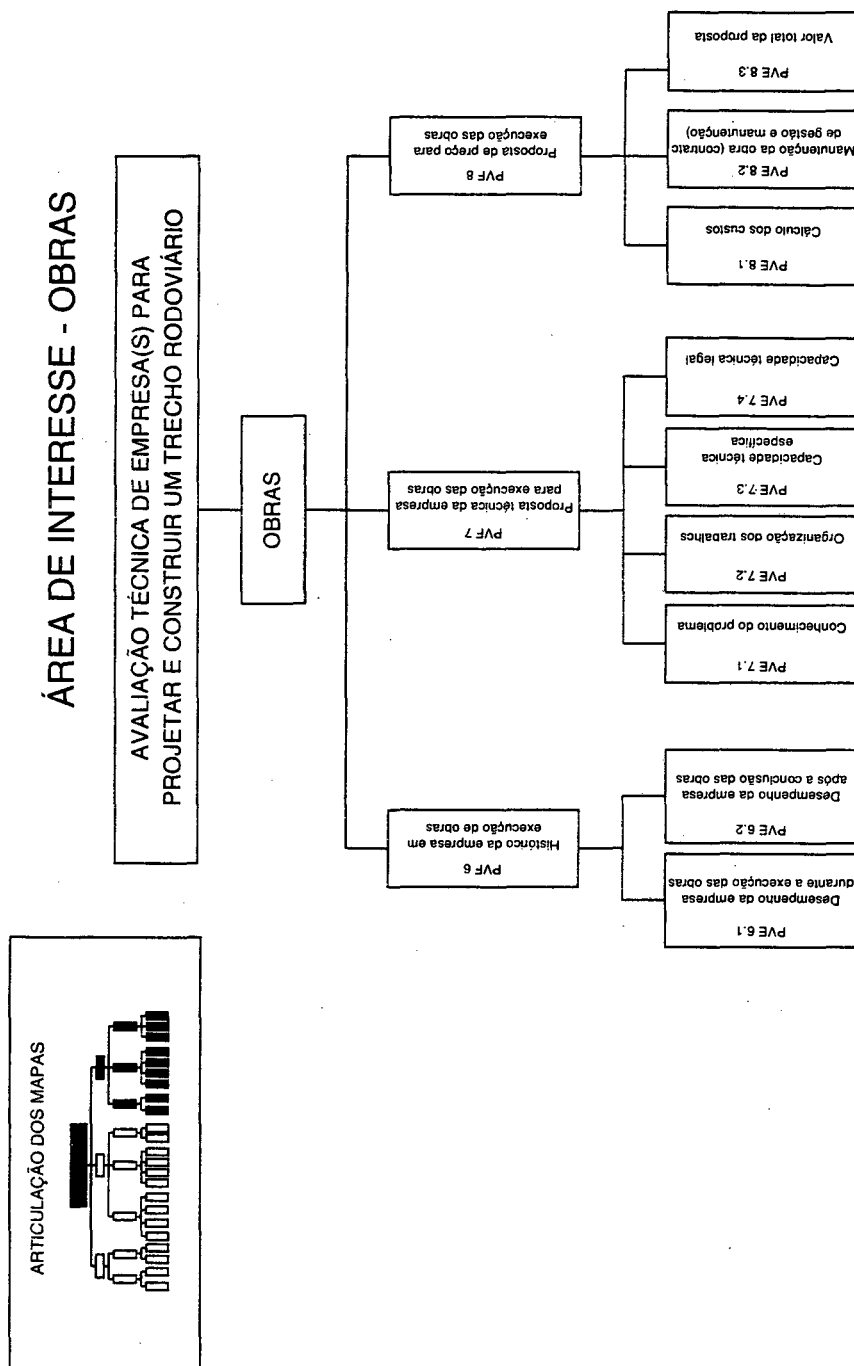 ÁREA DE INTERESSE - OBRAS
ARTICULAÇÃO DOS MAPAS
AVALIAÇÃO TÉCNICA DE EMPRESA(S) PARA
PROJETAR E CONSTRUIR UM TRECHO RODOVIÁRIO
OBRAS
PVF 6
Histórico da empresa em
execução de obras
PVF 7
Proposta técnica da empresa
para execução das obras
PVF 8
Proposta de preço para
execução das obras
PVE 6.1
Desempenho da empresa
durante a execução das obras
PVE 6.2
Desempenho da empresa
após a conclusão das obras
PVE 7.1
Conhecimento do problema
PVE 7.2
Organização dos trabalhos
PVE 7.3
Capacidade técnica
específica
PVE 7.4
Capacidade técnica legal
PVE 8.1
Cálculo dos custos
PVE 8.2
Manutenção da obra (contrato
de gestão e manutenção)
PVE 8.3
Valor total da proposta